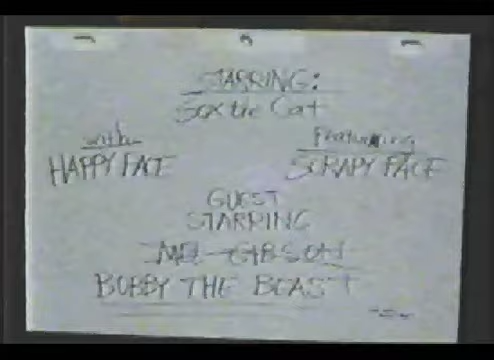 STARRING:
Sox the Cat
with
HAPPY FACE
Featuring
SCRAPY FACE
GUEST
STARRING
MEL GIBSON
BOBBY THE BEAST